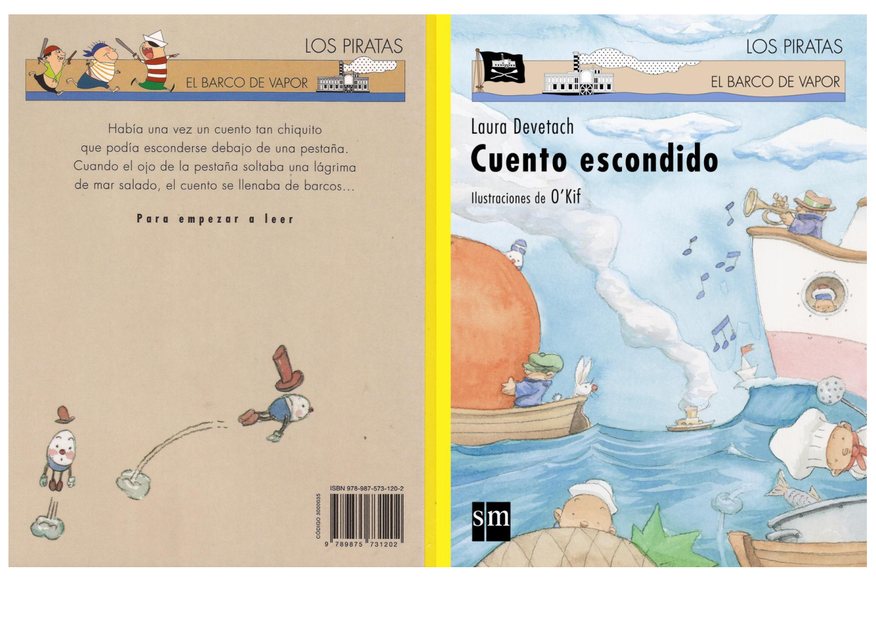 LOS PIRATAS
EL BARCO DE VAPOR
Había una vez un cuento tan chiquito
que podía esconderse debajo de una pestaña.
Cuando el ojo de la pestaña soltaba una lágrima
de mar salado, el cuento se llenaba de barcos...
Para empezar a leer
ISBN 978-987-573-120-2
CÓDIGO 3020035
9 789875 731202
LOS PIRATAS
EL BARCO DE VAPOR
Laura Devetach
Cuento escondido
Ilustraciones de O'Kif
sm